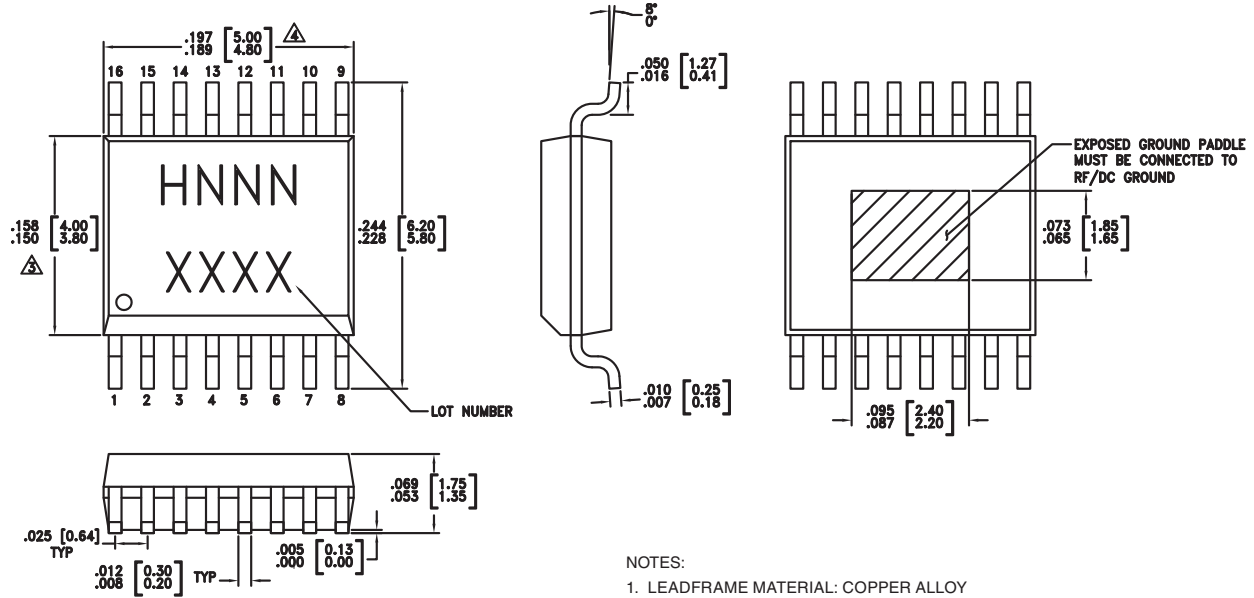 .197 [5.00]
.189 [4.80]
4
16 15 14 13 12 11 10 9
HNNN
XXXX
.158 [4.00]
.150 [3.80]
3
.244 [6.20]
.228 [5.80]
1 2 3 4 5 6 7 8
LOT NUMBER
8°
0°
.050 [1.27]
.016 [0.41]
.010 [0.25]
.007 [0.18]
EXPOSED GROUND PADDLE
MUST BE CONNECTED TO
RF/DC GROUND
.073 [1.85]
.065 [1.65]
.095 [2.40]
.087 [2.20]
.069 [1.75]
.053 [1.35]
.025 [0.64]
TYP
.012 [0.30]
.008 [0.20]
TYP
.005 [0.13]
.000 [0.00]
NOTES:
1. LEADFRAME MATERIAL: COPPER ALLOY